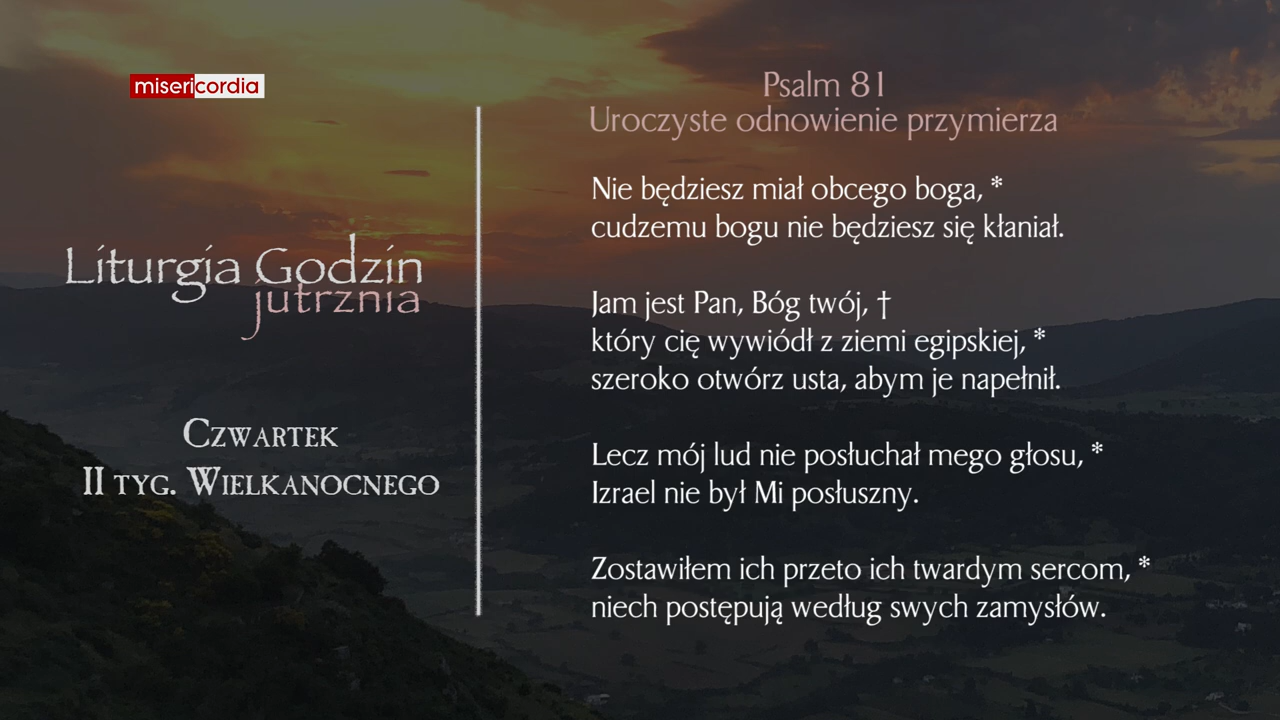 misericordia
Liturgia Godzin
jutrznia
Czwartek
II tyg. Wielkanocnego
Psalm 81
Uroczyste odnowienie przymierza
Nie będziesz miał obcego boga, *
cudzemu bogu nie będziesz się kłaniał.
Jam jest Pan, Bóg twój, †
który cię wywiódł z ziemi egipskiej, *
szeroko otwórz usta, abym je napełnił.
Lecz mój lud nie posłuchał mego głosu, *
Izrael nie był Mi posłuszny.
Zostawiłem ich przeto ich twardym sercom, *
niech postępują według swych zamysłów.